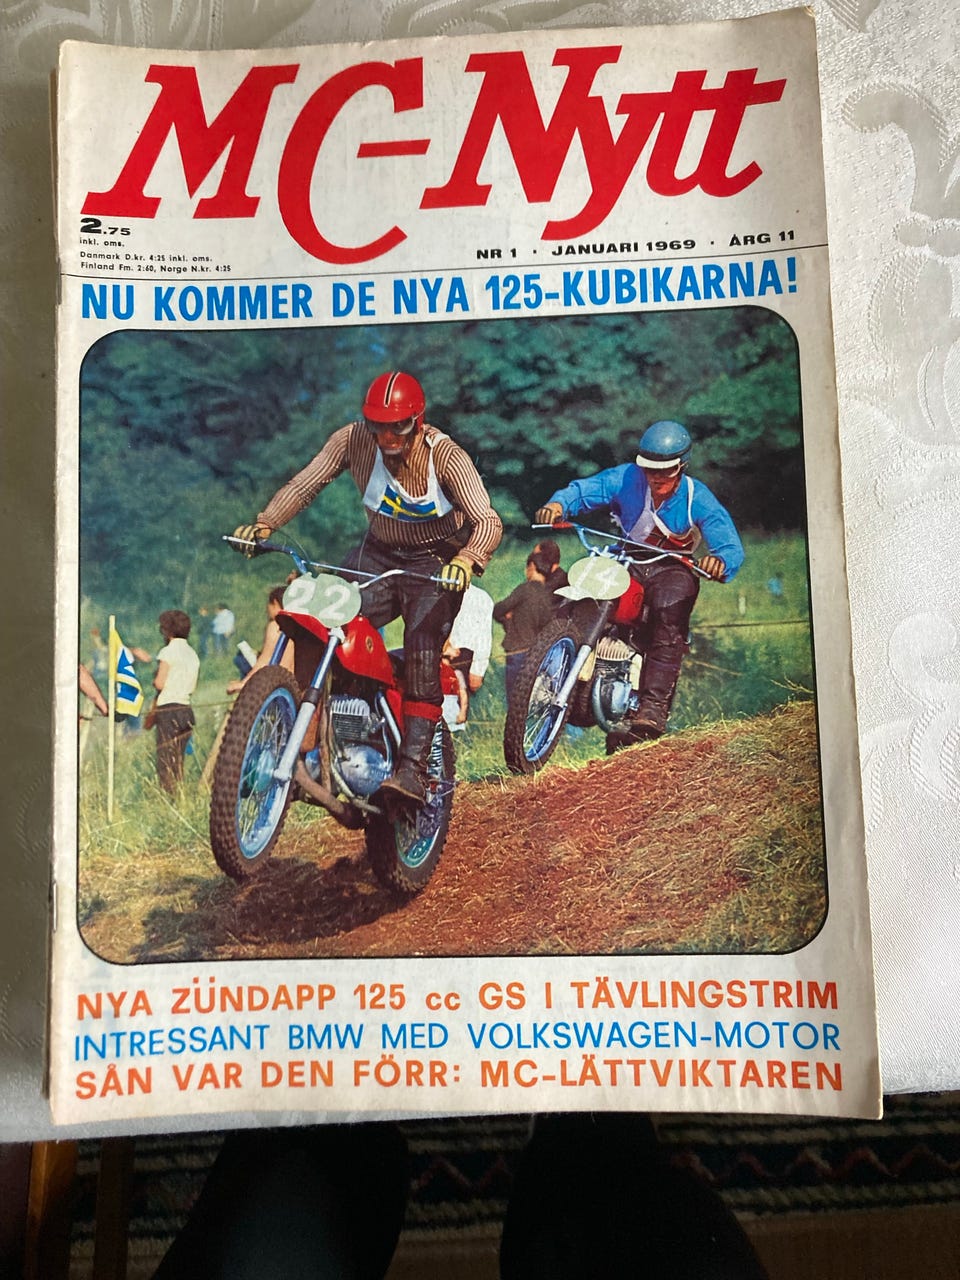 MC-Nytt
2.75
inkl. oms.
Danmark D.kr. 4:25 inkl. oms.
Finland Fm. 2:60, Norge N.kr. 4:25
NR 1 · JANUARI 1969 · ÅRG 11
NU KOMMER DE NYA 125-KUBIKARNA!
22
14
NYA ZÜNDAPP 125 cc GS I TÄVLINGSTRIM
INTRESSANT BMW MED VOLKSWAGEN-MOTOR
SÅN VAR DEN FÖRR: MC-LÄTTVIKTAREN